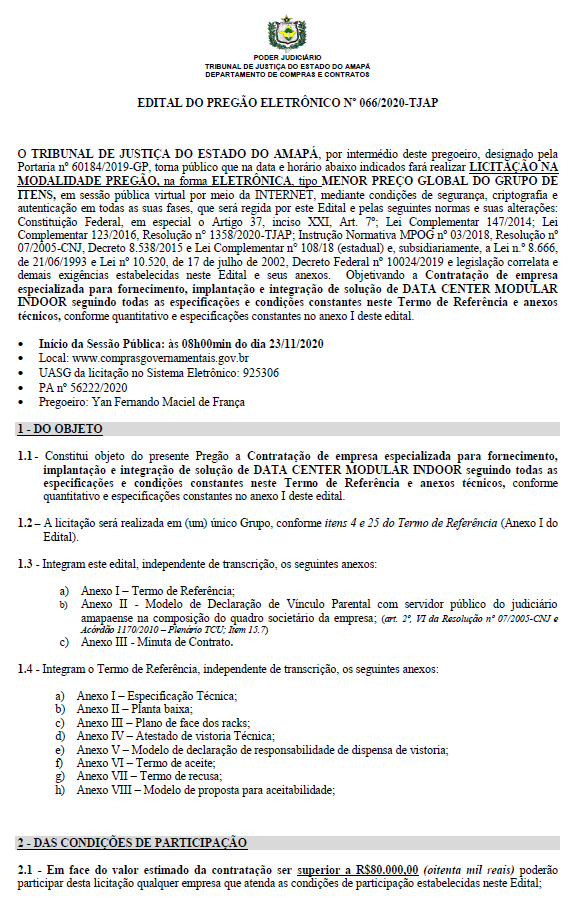 PODER JUDICIÁRIO
TRIBUNAL DE JUSTIÇA DO ESTADO DO AMAPÁ
DEPARTAMENTO DE COMPRAS E CONTRATOS
EDITAL DO PREGÃO ELETRÔNICO Nº 066/2020-TJAP
O TRIBUNAL DE JUSTIÇA DO ESTADO DO AMAPÁ, por intermédio deste pregoeiro, designado pela
Portaria nº 60184/2019-GP, torna público que na data e horário abaixo indicados fará realizar LICITAÇÃO NA
MODALIDADE PREGÃO, na forma ELETRÔNICA, tipo MENOR PREÇO GLOBAL DO GRUPO DE
ITENS, em sessão pública virtual por meio da INTERNET, mediante condições de segurança, criptografia e
autenticação em todas as suas fases, que será regida por este Edital e pelas seguintes normas e suas alterações:
Constituição Federal, em especial o Artigo 37, inciso XXI, Art. 7º; Lei Complementar 147/2014; Lei
Complementar 123/2016, Resolução nº 1358/2020-TJAP; Instrução Normativa MPOG nº 03/2018, Resolução nº
07/2005-CNJ, Decreto 8.538/2015 e Lei Complementar nº 108/18 (estadual) e, subsidiariamente, a Lei n.º 8.666,
de 21/06/1993 e Lei nº 10.520, de 17 de julho de 2002, Decreto Federal nº 10024/2019 e legislação correlata e
demais exigências estabelecidas neste Edital e seus anexos. Objetivando a Contratação de empresa
especializada para fornecimento, implantação e integração de solução de DATA CENTER MODULAR
INDOOR seguindo todas as especificações e condições constantes neste Termo de Referência e anexos
técnicos, conforme quantitativo e especificações constantes no anexo I deste edital.
• Início da Sessão Pública: às 08h00min do dia 23/11/2020
• Local: www.comprasgovernamentais.gov.br
• UASG da licitação no Sistema Eletrônico: 925306
• PA nº 56222/2020
• Pregoeiro: Yan Fernando Maciel de França
1 - DO OBJETO
1.1 - Constitui objeto do presente Pregão a Contratação de empresa especializada para fornecimento,
implantação e integração de solução de DATA CENTER MODULAR INDOOR seguindo todas as
especificações e condições constantes neste Termo de Referência e anexos técnicos, conforme
quantitativo e especificações constantes no anexo I deste edital.
1.2 – A licitação será realizada em (um) único Grupo, conforme itens 4 e 25 do Termo de Referência (Anexo I do
Edital).
1.3 - Integram este edital, independente de transcrição, os seguintes anexos:
a) Anexo I – Termo de Referência;
b) Anexo II - Modelo de Declaração de Vínculo Parental com servidor público do judiciário
amapaense na composição do quadro societário da empresa; (art. 2º, VI da Resolução nº 07/2005-CNJ e
Acórdão 1170/2010 – Plenário TCU; Item 15.7)
c) Anexo III - Minuta de Contrato.
1.4 - Integram o Termo de Referência, independente de transcrição, os seguintes anexos:
a) Anexo I – Especificação Técnica;
b) Anexo II – Planta baixa;
c) Anexo III – Plano de face dos racks;
d) Anexo IV – Atestado de vistoria Técnica;
e) Anexo V – Modelo de declaração de responsabilidade de dispensa de vistoria;
f) Anexo VI – Termo de aceite;
g) Anexo VII – Termo de recusa;
h) Anexo VIII – Modelo de proposta para aceitabilidade;
2 - DAS CONDIÇÕES DE PARTICIPAÇÃO
2.1 - Em face do valor estimado da contratação ser superior a R$80.000,00 (oitenta mil reais) poderão
participar desta licitação qualquer empresa que atenda as condições de participação estabelecidas neste Edital;